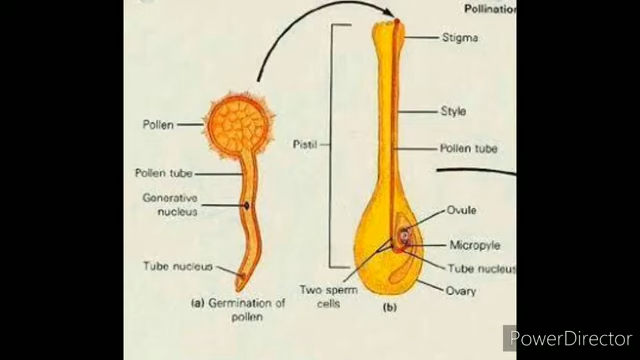 Pollination
Stigma
Style
Pollen tube
Pistil
Ovule
Micropyle
Tube nucleus
Ovary
Two sperm
cells
(b)
Pollen
Pollen tube
Generative
nucleus
Tube nucleus
(a) Germination of
pollen
PowerDirector